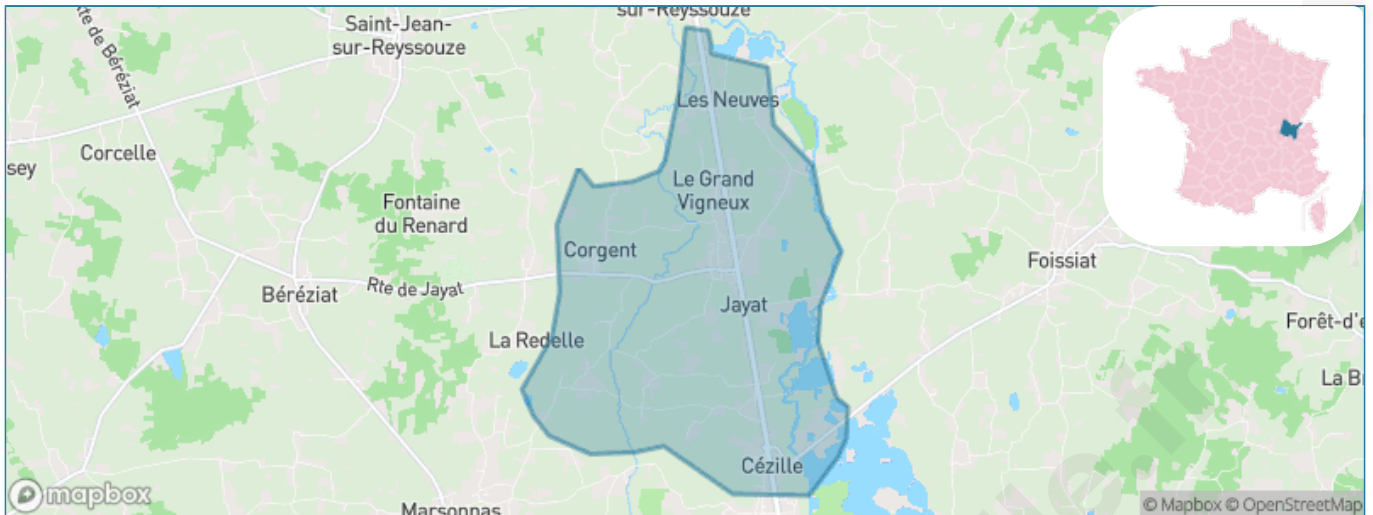 sur-Reyssouze
Saint-Jean-
sur-Reyssouze
Rte de Béréziat
Les Neuves
Corcelle
sey
Le Grand
Vigneux
Fontaine
du Renard
Corgent
Foissiat
Béréziat
Rte de Jayat
Jayat
Forêt-d'e
La Redelle
La B
Cézille
mapbox
Marsonnas
© Mapbox © OpenStreetMap